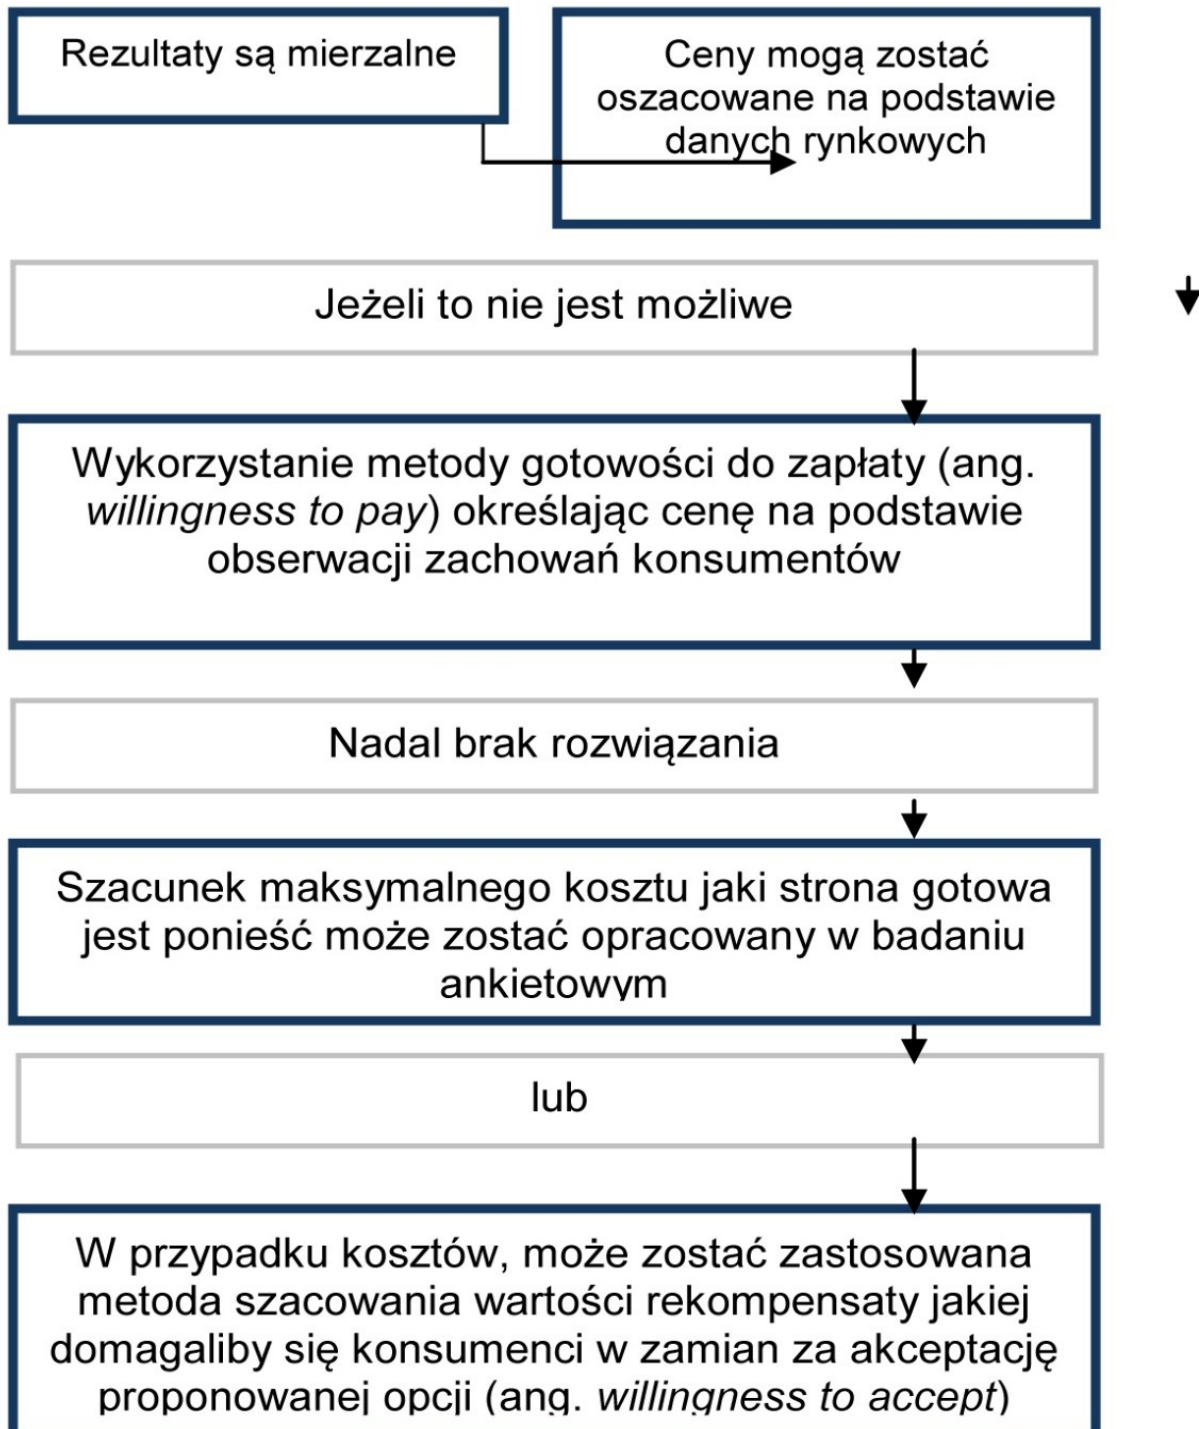 Rezultaty są mierzalne
Ceny mogą zostać
oszacowane na podstawie
danych rynkowych
Jeżeli to nie jest możliwe
Wykorzystanie metody gotowości do zapłaty (ang.
willingness to pay) określając cenę na podstawie
obserwacji zachowań konsumentów
Nadal brak rozwiązania
Szacunek maksymalnego kosztu jaki strona gotowa
jest ponieść może zostać opracowany w badaniu
ankietowym
lub
W przypadku kosztów, może zostać zastosowana
metoda szacowania wartości rekompensaty jakiej
domagaliby się konsumenci w zamian za akceptację
proponowanej opcji (ang. willingness to accept)